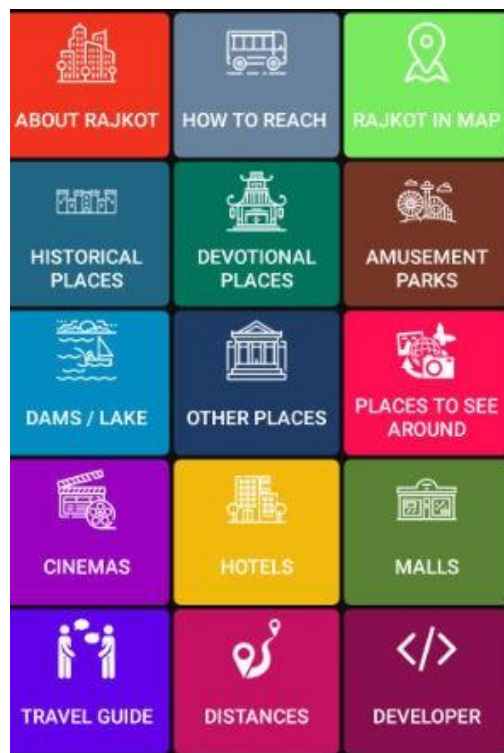 ABOUT RAJKOT
HOW TO REACH
RAJKOT IN MAP
HISTORICAL
PLACES
DEVOTIONAL
PLACES
AMUSEMENT
PARKS
DAMS / LAKE
OTHER PLACES
PLACES TO SEE
AROUND
CINEMAS
HOTELS
MALLS
TRAVEL GUIDE
DISTANCES
DEVELOPER